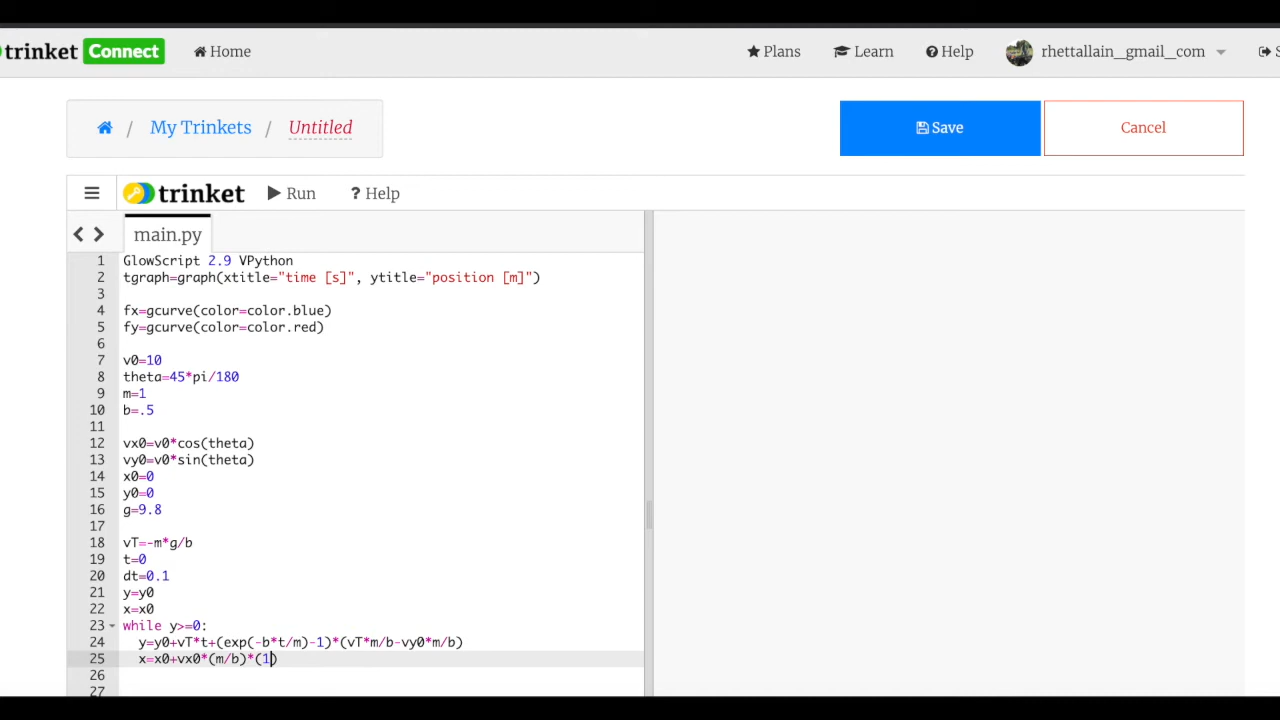 trinket Connect Home Plans Learn Help rhettallain_gmail_com
/ My Trinkets / Untitled Save Cancel
trinket Run ? Help
main.py
1 GlowScript 2.9 VPython
2 tgraph=graph(xtitle="time [s]", ytitle="position [m]")
3
4 fx=gcurve(color=color.blue)
5 fy=gcurve(color=color.red)
6
7 v0=10
8 theta=45*pi/180
9 m=1
10 b=.5
11
12 vx0=v0*cos(theta)
13 vy0=v0*sin(theta)
14 x0=0
15 y0=0
16 g=9.8
17
18 vT=-m*g/b
19 t=0
20 dt=0.1
21 y=y0
22 x=x0
23 while y>=0:
24 y=y0+vT*t+(exp(-b*t/m)-1)*(vT*m/b-vy0*m/b)
25 x=x0+vx0*(m/b)*(1)
26
27